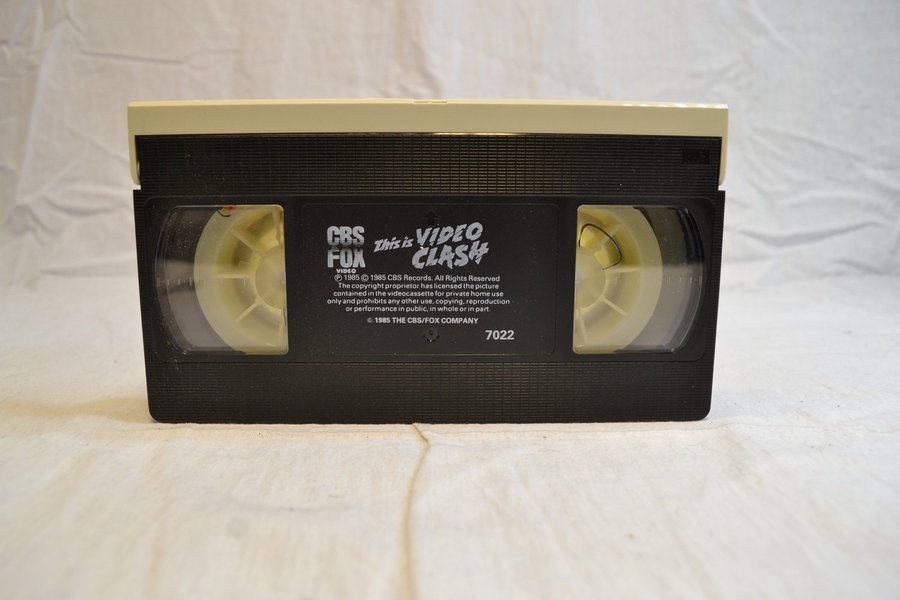 CBS
FOX
VIDEO
This is VIDEO
CLASH
Ⓟ 1985 © 1985 CBS Records. All Rights Reserved
The copyright proprietor has licensed the picture
contained in the videocassette for private home use
only and prohibits any other use, copying, reproduction
or performance in public, in whole or in part.
© 1985 THE CBS/FOX COMPANY
7022